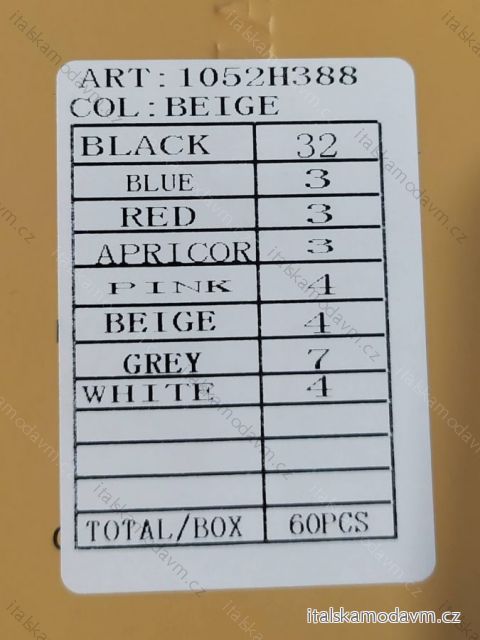 ART:1052H388
COL:BEIGE
BLACK 32
BLUE 3
RED 3
APRICOR 3
PINK 4
BEIGE 4
GREY 7
WHITE 4
TOTAL/BOX 60PCS
italskamodavm.cz